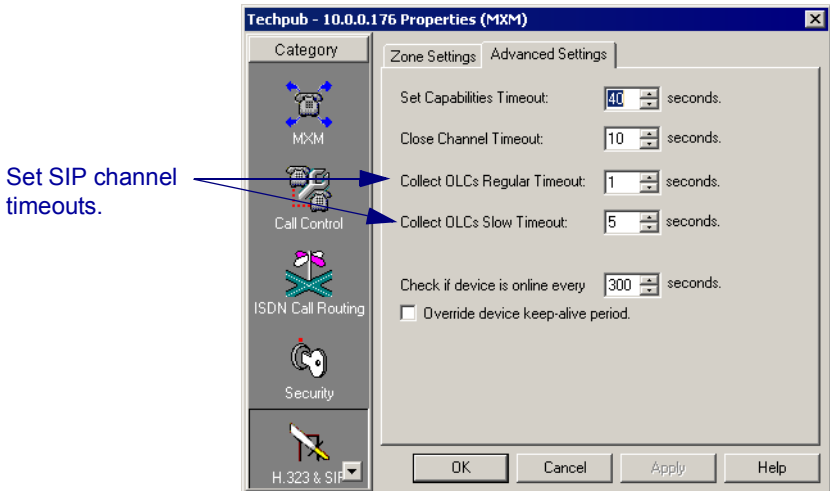 Techpub - 10.0.0.176 Properties (MXM)
Category
Zone Settings
Advanced Settings
MXM
Call Control
ISDN Call Routing
Security
H.323 & SIP
Set Capabilities Timeout: 40 seconds.
Close Channel Timeout: 10 seconds.
Collect OLCs Regular Timeout: 1 seconds.
Collect OLCs Slow Timeout: 5 seconds.
Check if device is online every 300 seconds.
Override device keep-alive period.
Set SIP channel
timeouts.
OK
Cancel
Apply
Help